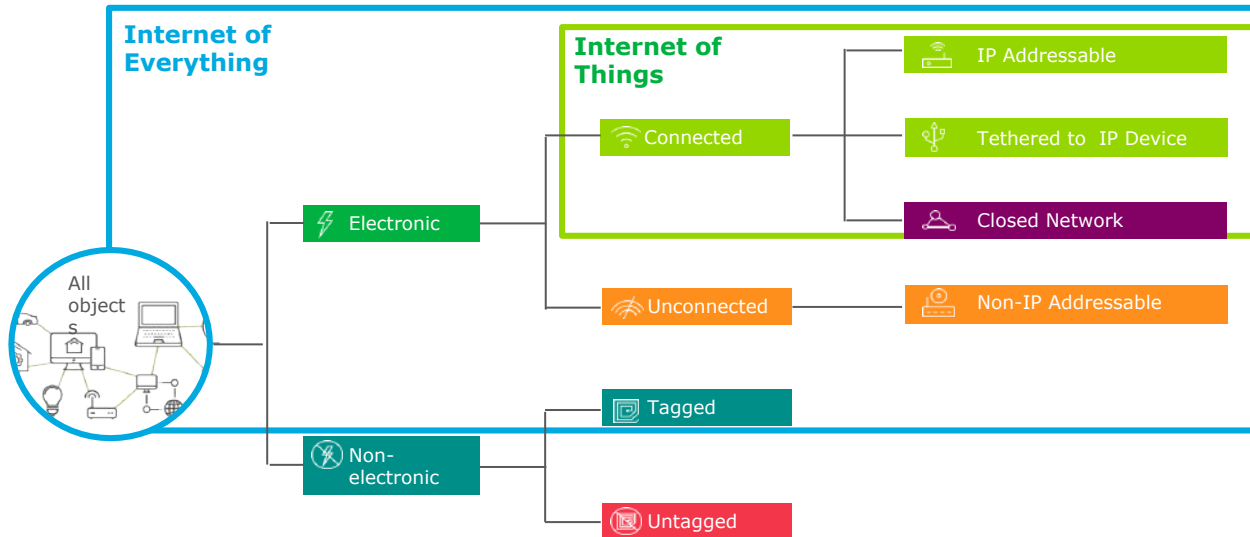 Internet of
Everything
Internet of
Things
IP Addressable
Connected
Tethered to IP Device
Electronic
Closed Network
All
object
s
Unconnected
Non-IP Addressable
Tagged
Non-
electronic
Untagged